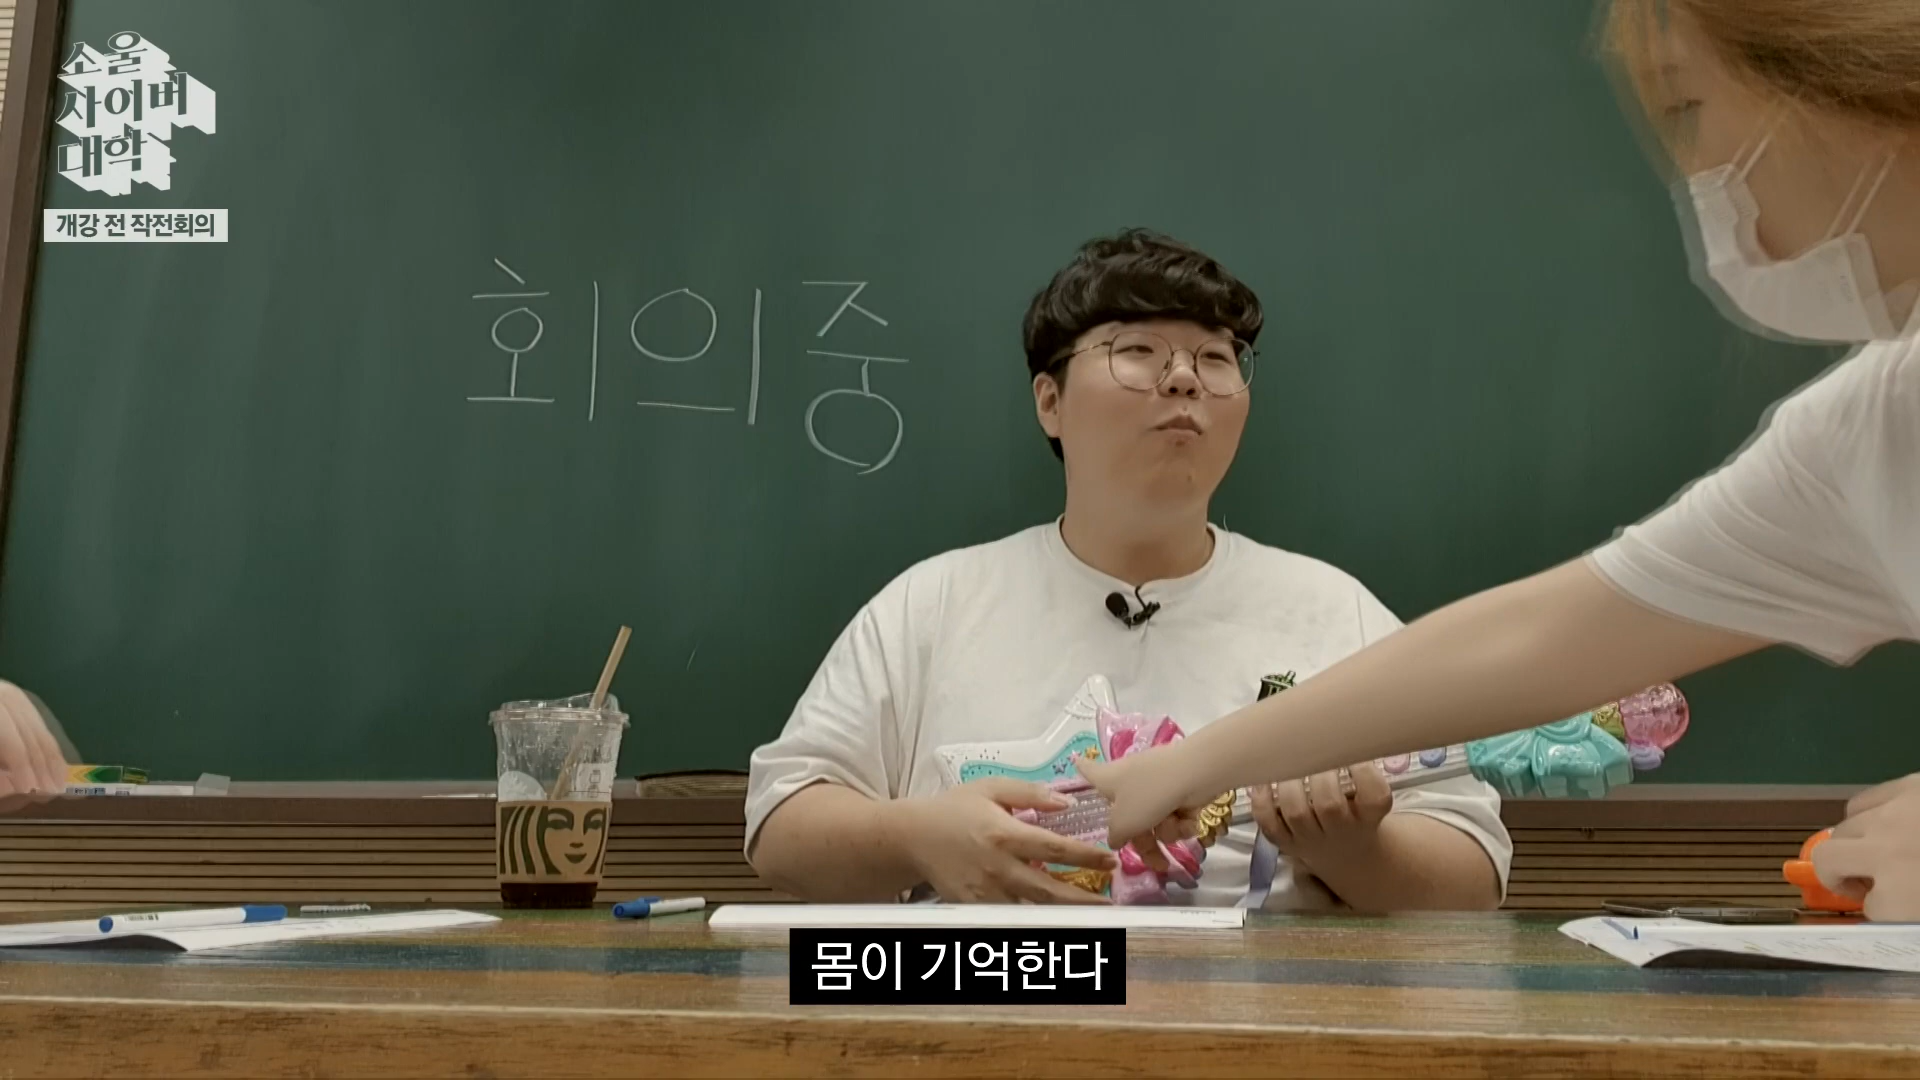 소울
사이버
대학
개강 전 작전회의
회의중
몸이 기억한다